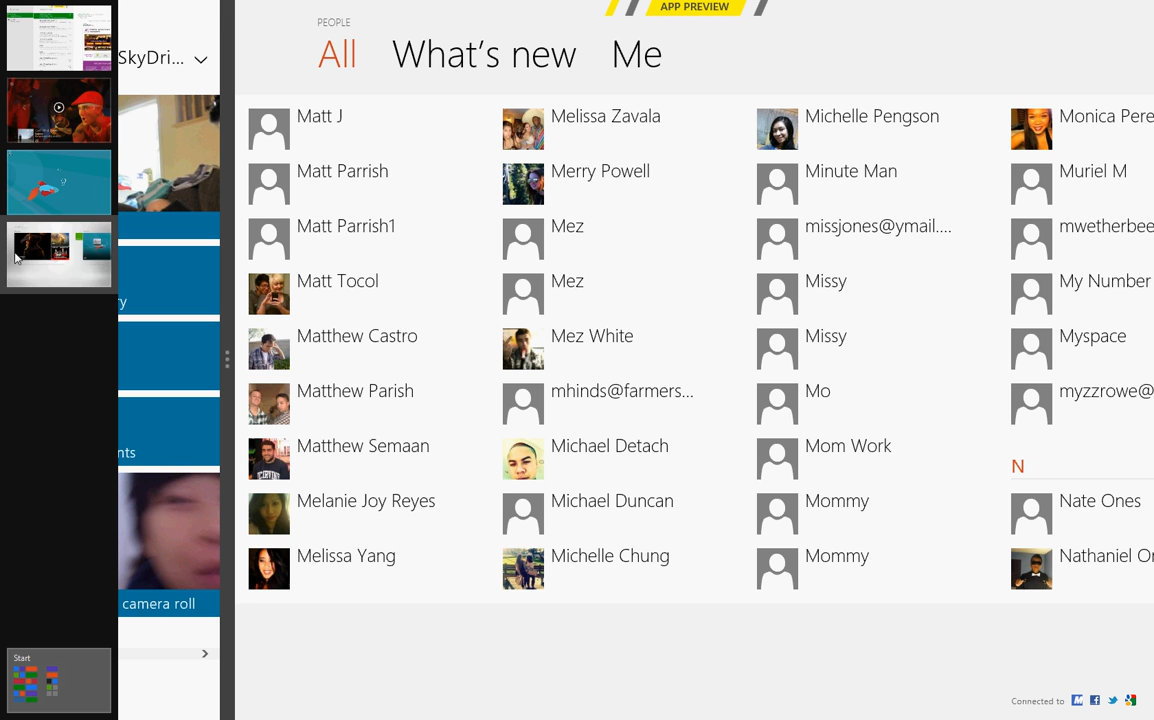 APP PREVIEW
PEOPLE
All What's new Me
SkyDri...
ry
nts
camera roll
Start
Matt J
Matt Parrish
Matt Parrish1
Matt Tocol
Matthew Castro
Matthew Parish
Matthew Semaan
Melanie Joy Reyes
Melissa Yang
Melissa Zavala
Merry Powell
Mez
Mez
Mez White
mhinds@farmers...
Michael Detach
Michael Duncan
Michelle Chung
Michelle Pengson
Minute Man
missjones@ymail....
Missy
Missy
Mo
Mom Work
Mommy
Mommy
Monica Pere
Muriel M
mwetherbee
My Number
Myspace
myzzrowe@
N
Nate Ones
Nathaniel Or
Connected to